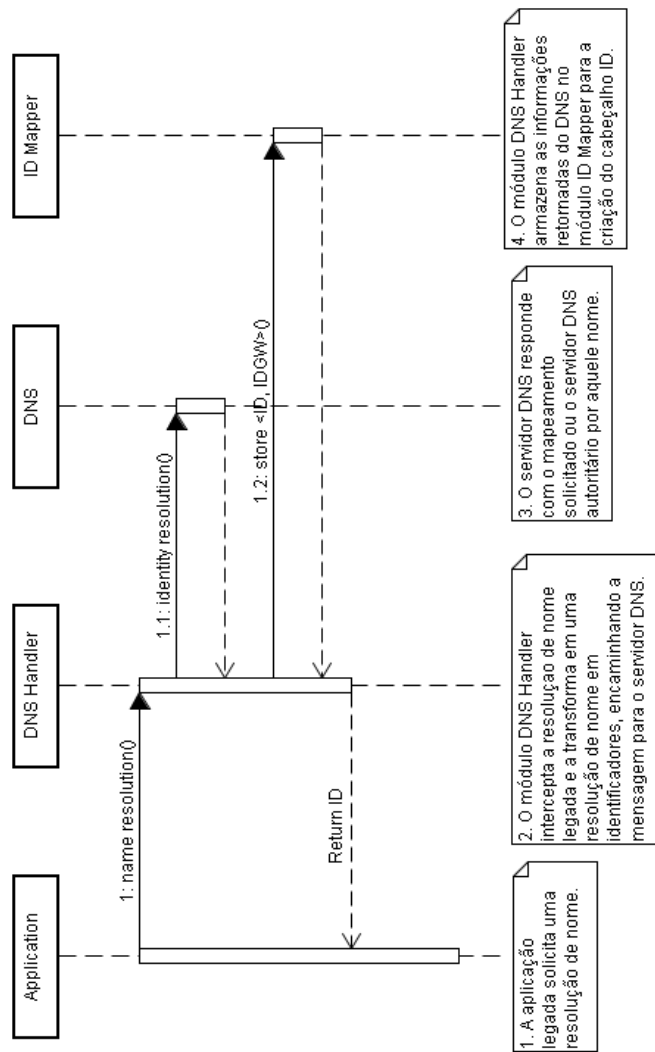 Application
DNS Handler
DNS
ID Mapper
1: name resolution()
1.1: identity resolution()
1.2: store <ID, IDGW>()
Return ID
1. A aplicação
legada solicita uma
resolução de nome.
2. O módulo DNS Handler
intercepta a resolução de nome
legada e a transforma em uma
resolução de nome em
identificadores, encaminhando a
mensagem para o servidor DNS.
3. O servidor DNS responde
com o mapeamento
solicitado ou o servidor DNS
autoritário por aquele nome.
4. O módulo DNS Handler
armazena as informações
retornadas do DNS no
módulo ID Mapper para a
criação do cabeçalho ID.